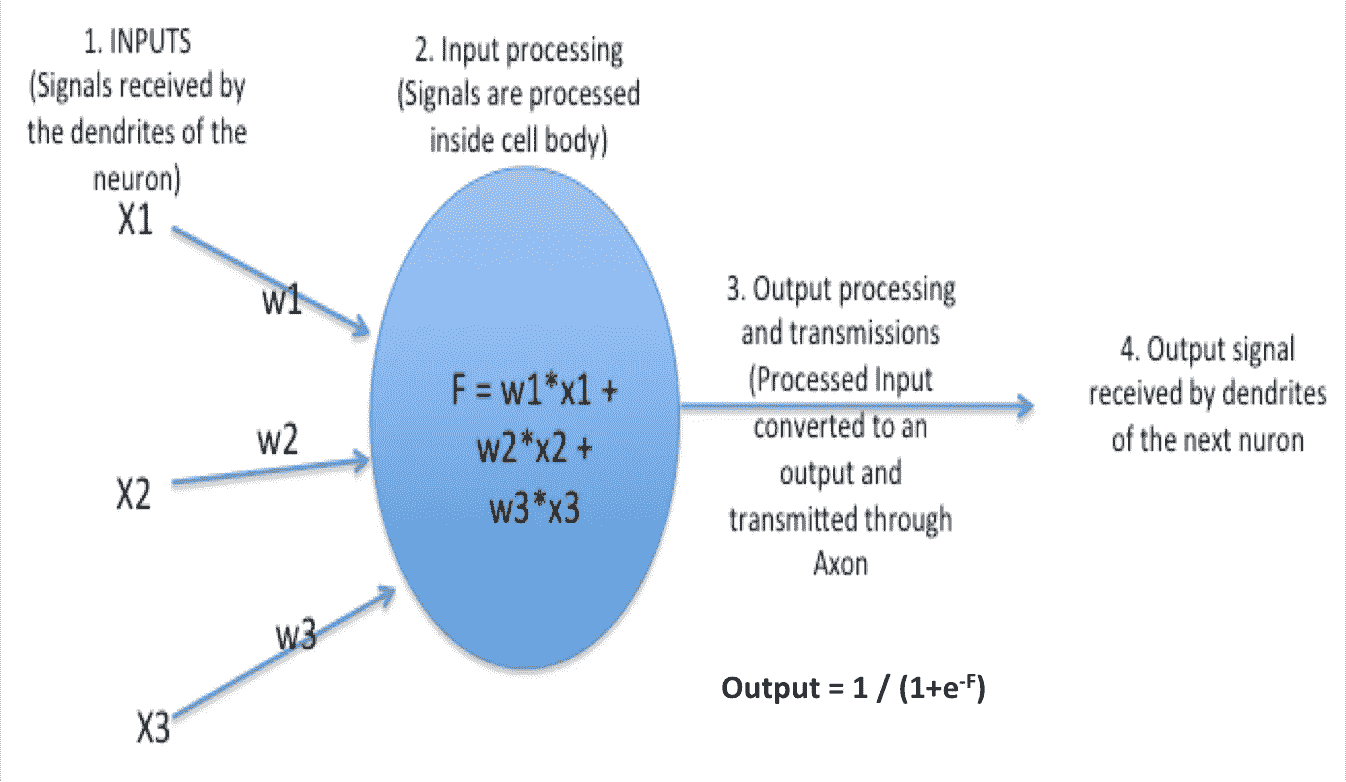 1. INPUTS
(Signals received by
the dendrites of the
neuron)
X1
w1
X2
w2
X3
w3
2. Input processing
(Signals are processed
inside cell body)
F = w1*x1 +
w2*x2 +
w3*x3
3. Output processing
and transmissions
(Processed Input
converted to an
output and
transmitted through
Axon
Output = 1 / (1+e-F)
4. Output signal
received by dendrites
of the next nuron